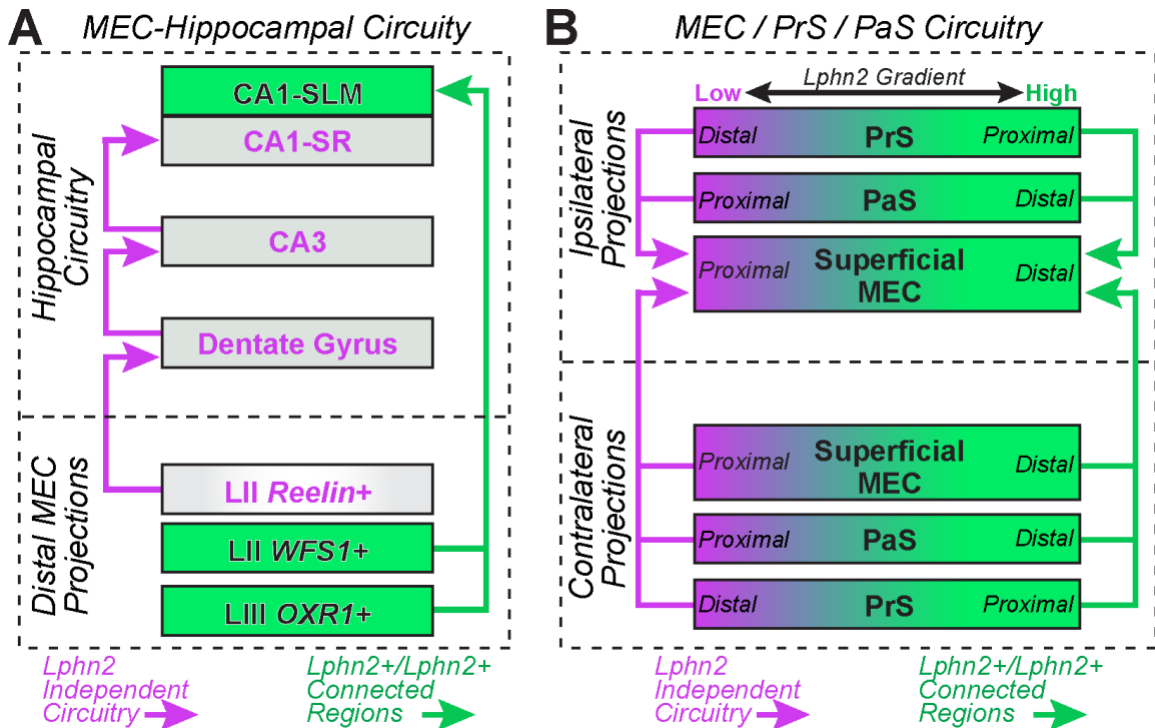 A
MEC-Hippocampal Circuitry
Hippocampal
Circuitry
CA1-SLM
CA1-SR
CA3
Dentate Gyrus
Distal MEC
Projections
LII Reelin+
LII WFS1+
LIII OXR1+
Lphn2
Independent
Circuitry
Lphn2+/Lphn2+
Connected
Regions
B
MEC / PrS / PaS Circuitry
Ipsilateral
Projections
Lphn2 Gradient
Low
High
Distal
PrS
Proximal
Proximal
PaS
Distal
Proximal
Superficial
MEC
Distal
Contralateral
Projections
Proximal
Superficial
MEC
Distal
Proximal
PaS
Distal
Distal
PrS
Proximal
Lphn2
Independent
Circuitry
Lphn2+/Lphn2+
Connected
Regions